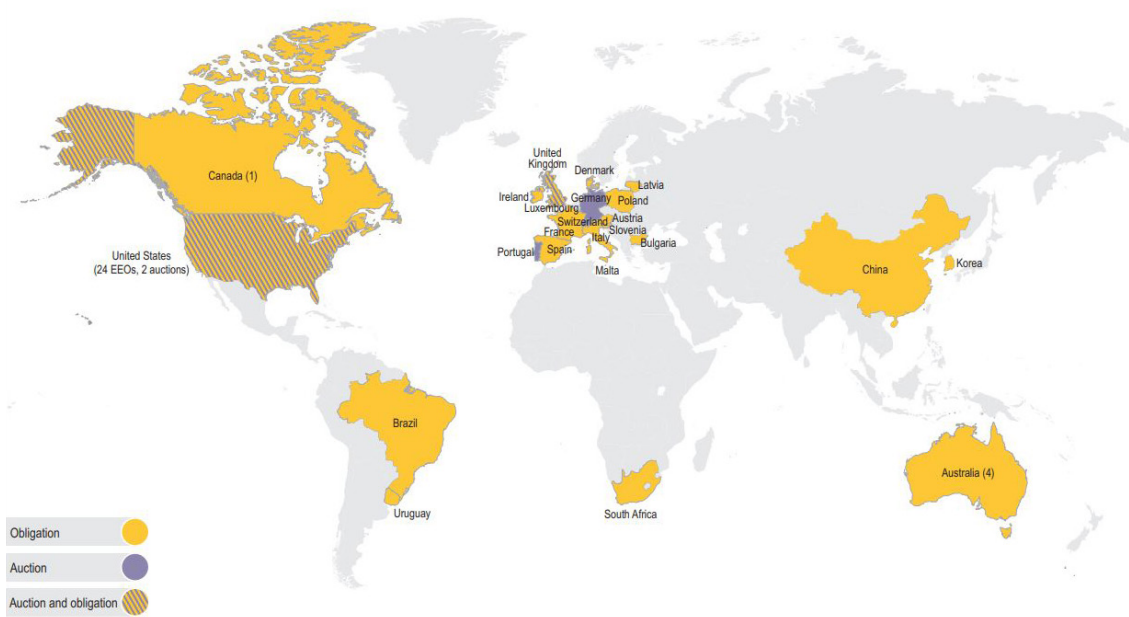 Canada (1)
United States
(24 EEOs, 2 auctions)
United
Kingdom
Denmark
Latvia
Ireland
Germany
Poland
Luxembourg
Switzerland
Austria
France
Slovenia
Portugal
Spain
Italy
Bulgaria
Malta
China
Korea
Brazil
Uruguay
South Africa
Australia (4)
Obligation
Auction
Auction and obligation